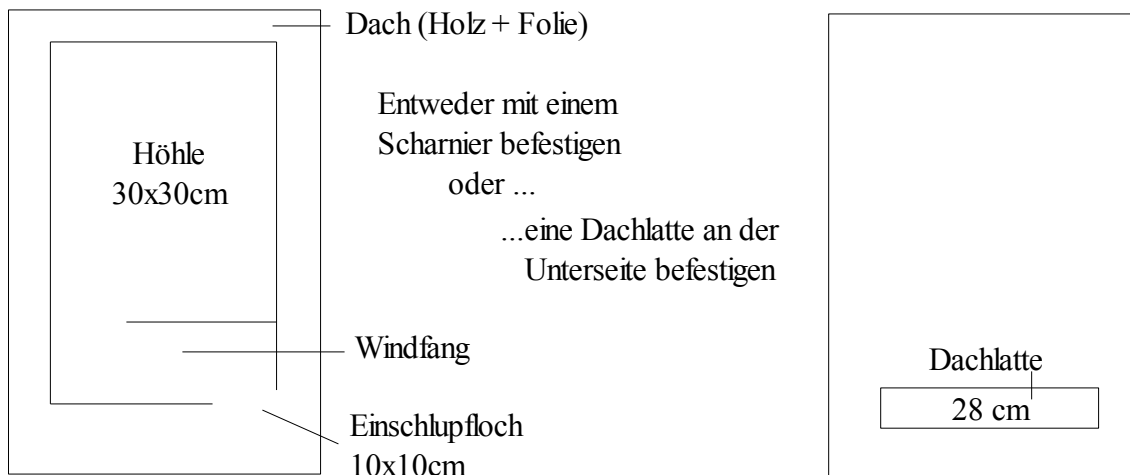 Dach (Holz + Folie)
Entweder mit einem
Scharnier befestigen
oder ...
...eine Dachlatte an der
Unterseite befestigen
Höhle
30x30cm
Windfang
Einschlupfloch
10x10cm
Dachlatte
28 cm